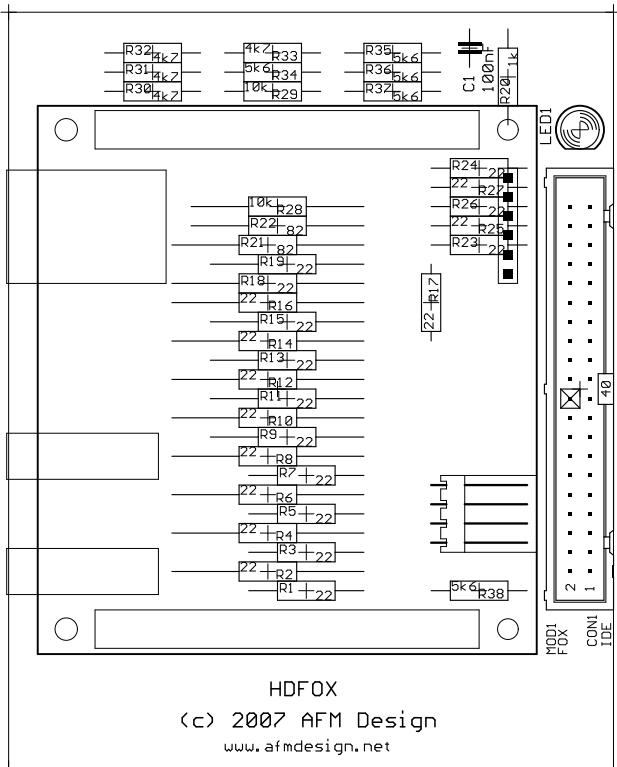 R32 4k7 4k7 R33 R35 5k6
R31 4k7 5k6 R34 R36 5k6
R30 4k7 10k R29 R37 5k6
C1 100nF
R20 1k
LED1
R24 22
22 R27
R26 22
22 R25
R23 22
10k R28
R22 82
R21 82
R19 22
R18 22
22 R16
R15 22
22 R14
R13 22
22 R12
R11 22
22 R10
R9 22
22 R8
R7 22
22 R6
R5 22
22 R4
R3 22
22 R2
R1 22
22 R17
40
5k6 R38
2 1
MOD1
FOX
CON1
IDE
HDFOX
(c) 2007 AFM Design
www.afmdesign.net